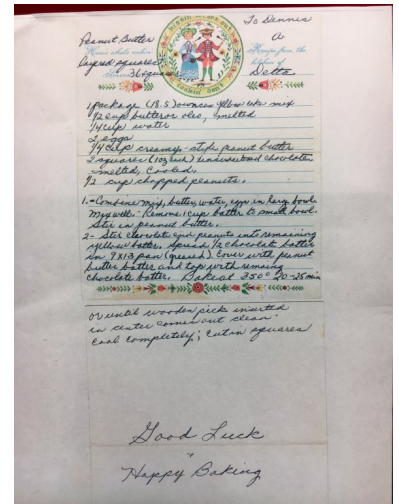 To Dennis
Peanut Butter
layered squares
36 squares
Recipe from the
kitchen of
Delta
1 package (18.5) ounces yellow cake mix
1/2 cup butter or oleo, melted
1/4 cup water
2 eggs
1/4 cup creamy-style peanut butter
2 squares (1 oz each) unsweetened chocolate
melted, cooled.
1/2 cup chopped peanuts.
1.- Combine mix, butter, water, eggs in large bowl
Mix well. Remove 1 cup batter to small bowl.
Stir in peanut butter.
2- Stir chocolate and peanuts into remaining
yellow batter. Spread 1/2 chocolate batter
in 9X13 pan (greased). Cover with peanut
butter batter and top with remaining
chocolate batter. Bake at 350° 20-25 min
or until wooden pick inserted
in center comes out clean.
cool completely; cut in squares
Good Luck
"
Happy Baking